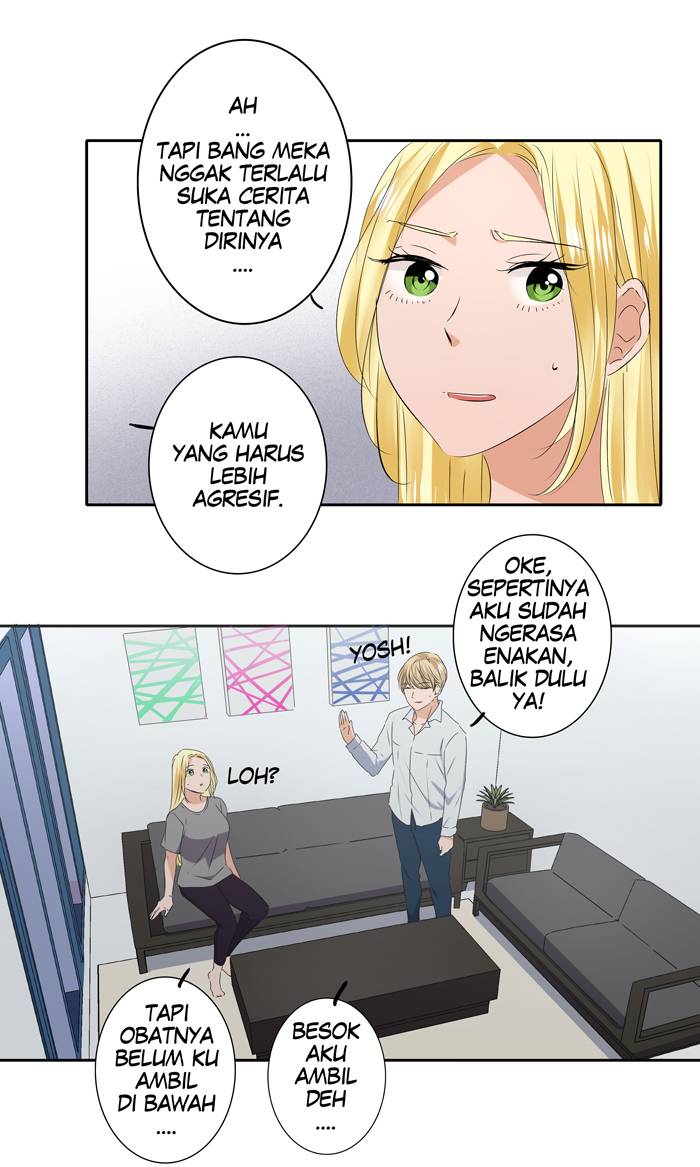 AH
...
TAPI BANG MEKA
NGGAK TERLALU
SUKA CERITA
TENTANG
DIRINYA
....
KAMU
YANG HARUS
LEBIH
AGRESIF.
OKE,
SEPERTINYA
AKU SUDAH
NGERASA
ENAKAN,
BALIK DULU
YA!
YOSH!
LOH?
TAPI
OBATNYA
BELUM KU
AMBIL
DI BAWAH
....
BESOK
AKU
AMBIL
DEH
....